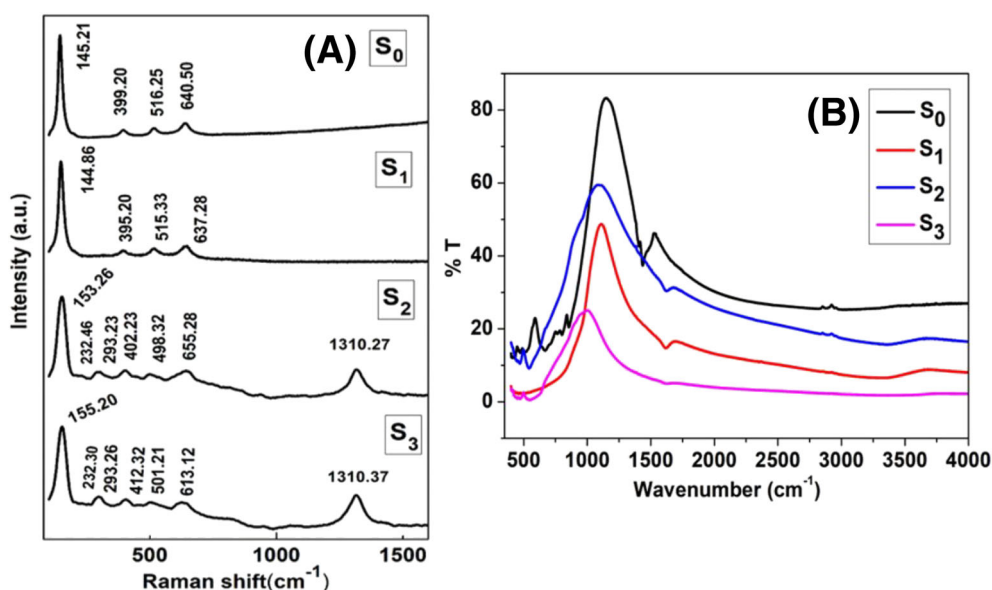 (A)
S0
145.21
399.20
516.25
640.50
S1
144.86
395.20
515.33
637.28
S2
153.26
232.46
293.23
402.23
498.32
655.28
1310.27
S3
155.20
232.30
293.26
412.32
501.21
613.12
1310.37
Intensity (a.u.)
500
1000
1500
Raman shift(cm-1)
(B)
S0
S1
S2
S3
80
60
40
20
0
% T
500 1000 1500 2000 2500 3000 3500 4000
Wavenumber (cm-1)